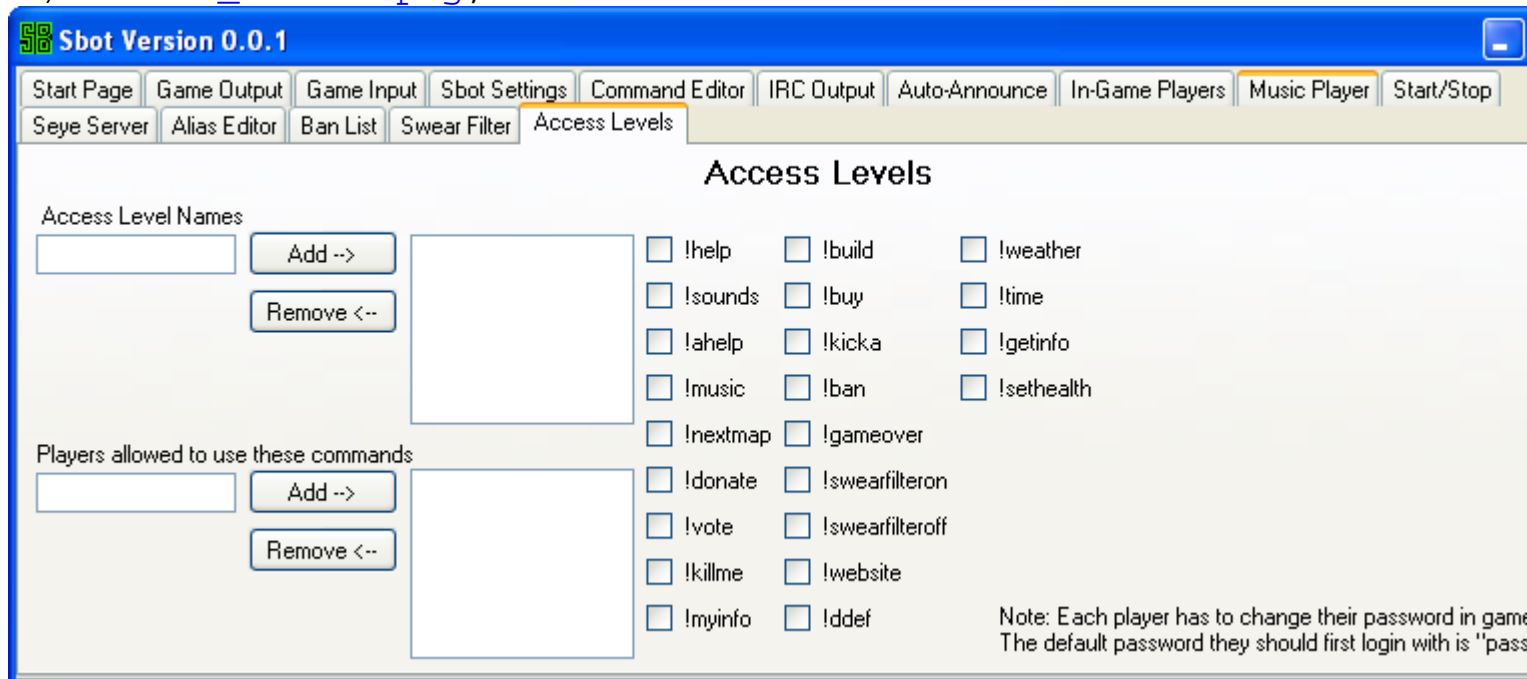 Sbot Version 0.0.1
Start Page Game Output Game Input Sbot Settings Command Editor IRC Output Auto-Announce In-Game Players Music Player Start/Stop
Seye Server Alias Editor Ban List Swear Filter Access Levels
Access Levels
Access Level Names
Add -->
Remove <--
!help !build !weather
!sounds !buy !time
!ahelp !kicka !getinfo
!music !ban !sethealth
!nextmap !gameover
Players allowed to use these commands
Add -->
Remove <--
!donate !swearfilteron
!vote !swearfilteroff
!killme !website
!myinfo !ddef
Note: Each player has to change their password in game
The default password they should first login with is "pass